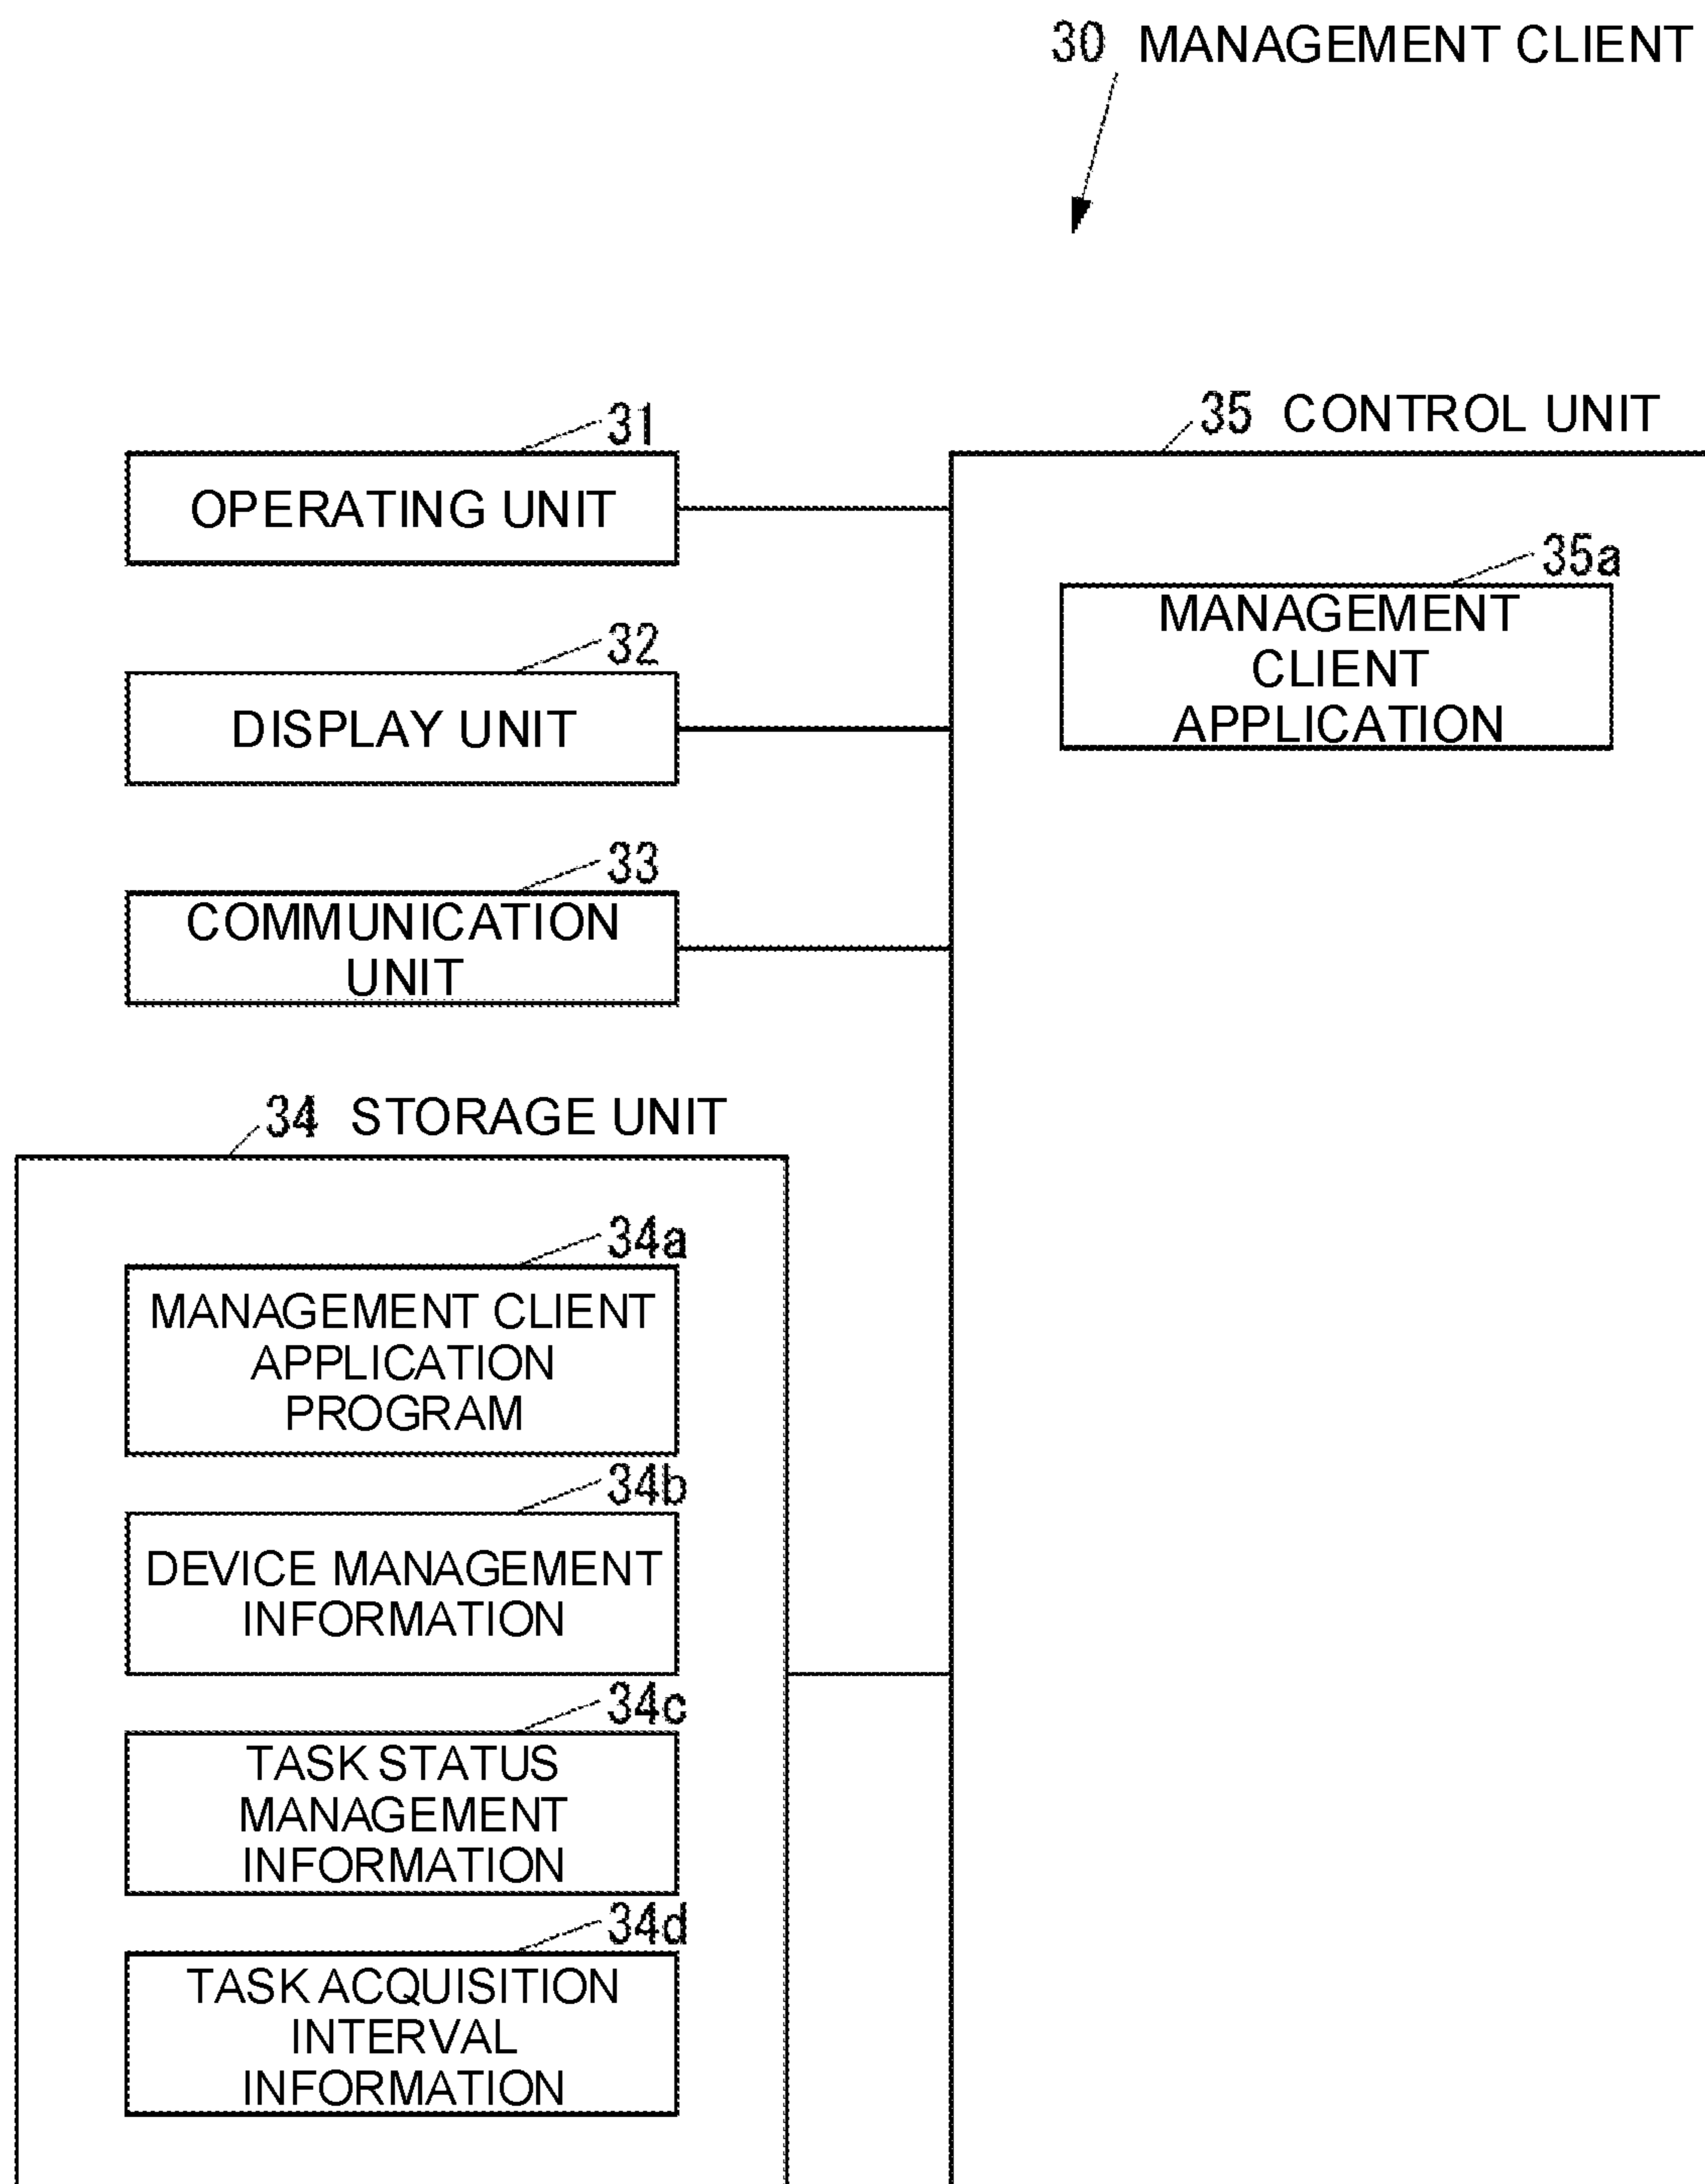 30 MANAGEMENT CLIENT
31
OPERATING UNIT
32
DISPLAY UNIT
33
COMMUNICATION
UNIT
34 STORAGE UNIT
34a
MANAGEMENT CLIENT
APPLICATION
PROGRAM
34b
DEVICE MANAGEMENT
INFORMATION
34c
TASK STATUS
MANAGEMENT
INFORMATION
34d
TASK ACQUISITION
INTERVAL
INFORMATION
35 CONTROL UNIT
35a
MANAGEMENT
CLIENT
APPLICATION